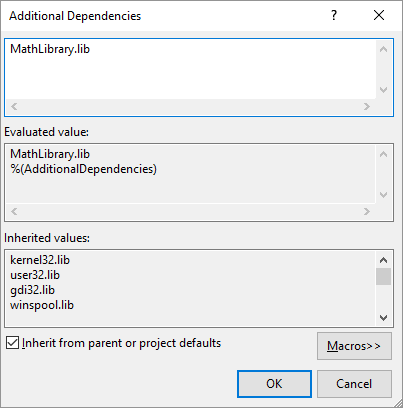 Additional Dependencies
MathLibrary.lib
Evaluated value:
MathLibrary.lib
%(AdditionalDependencies)
Inherited values:
kernel32.lib
user32.lib
gdi32.lib
winspool.lib
Inherit from parent or project defaults
Macros>>
OK Cancel